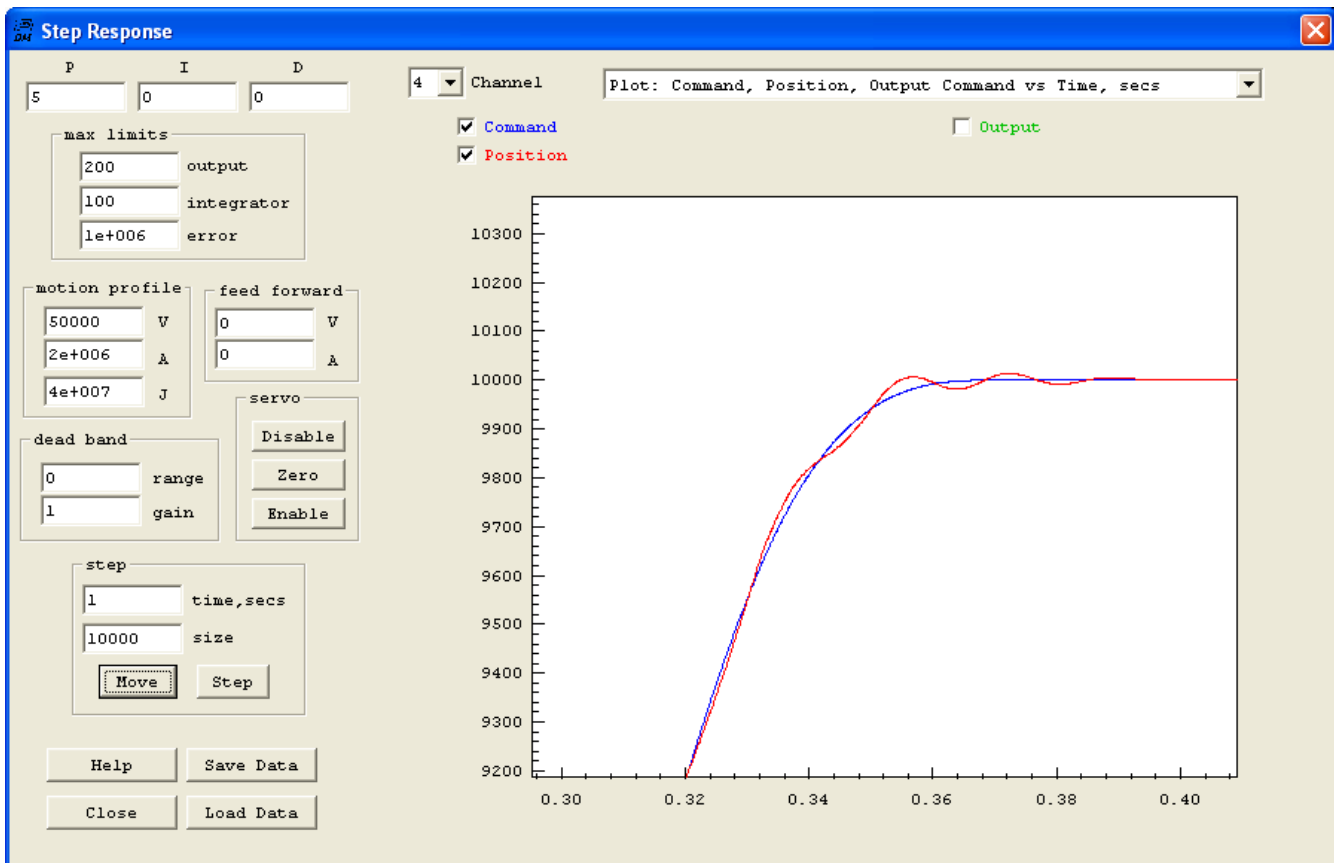 Step Response
P I D
5 0 0
4 Channel
Plot: Command, Position, Output Command vs Time, secs
Command
Output
Position
max limits
200 output
100 integrator
1e+006 error
motion profile
50000 V
2e+006 A
4e+007 J
feed forward
0 V
0 A
servo
Disable
Zero
Enable
dead band
0 range
1 gain
step
1 time,secs
10000 size
Move Step
Help Save Data
Close Load Data
10300
10200
10100
10000
9900
9800
9700
9600
9500
9400
9300
9200
0.30 0.32 0.34 0.36 0.38 0.40